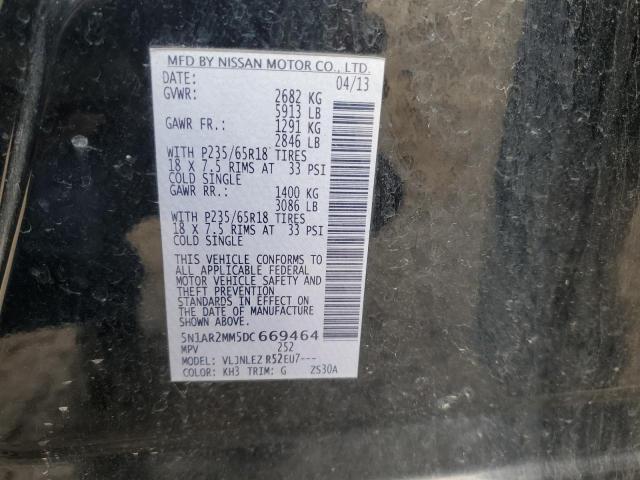 MFD BY NISSAN MOTOR CO., LTD.
DATE: 04/13
GVWR: 2682 KG
5913 LB
GAWR FR.: 1291 KG
2846 LB
WITH P235/65R18 TIRES
18 X 7.5 RIMS AT 33 PSI
COLD SINGLE
GAWR RR.: 1400 KG
3086 LB
WITH P235/65R18 TIRES
18 X 7.5 RIMS AT 33 PSI
COLD SINGLE
THIS VEHICLE CONFORMS TO
ALL APPLICABLE FEDERAL
MOTOR VEHICLE SAFETY AND
THEFT PREVENTION
STANDARDS IN EFFECT ON
THE DATE OF MANUFACTURE
SHOWN ABOVE.
5N1AR2MM5DC669464
MPV 252
MODEL: VLJNLEZ R52EU7---
COLOR: KH3 TRIM: G ZS30A